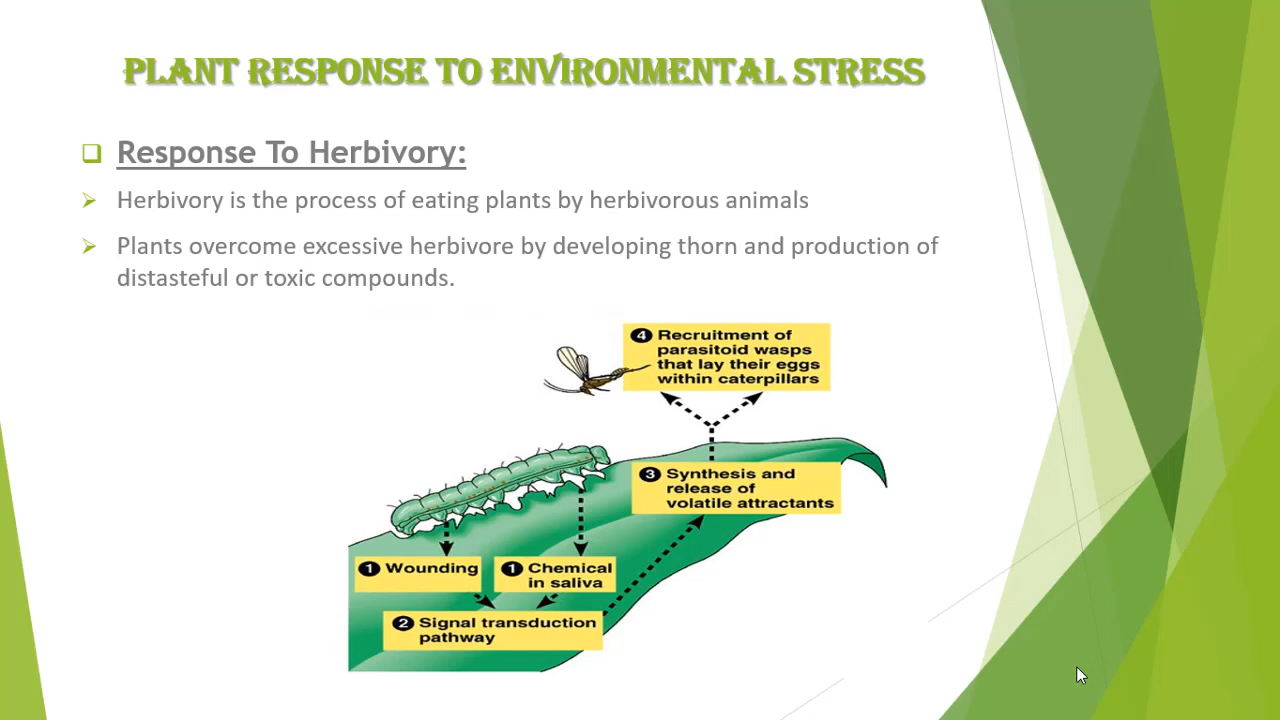 PLANT RESPONSE TO ENVIRONMENTAL STRESS
Response To Herbivory:
Herbivory is the process of eating plants by herbivorous animals
Plants overcome excessive herbivore by developing thorn and production of
distasteful or toxic compounds.
4 Recruitment of
parasitoid wasps
that lay their eggs
within caterpillars
3 Synthesis and
release of
volatile attractants
1 Wounding
1 Chemical
in saliva
2 Signal transduction
pathway